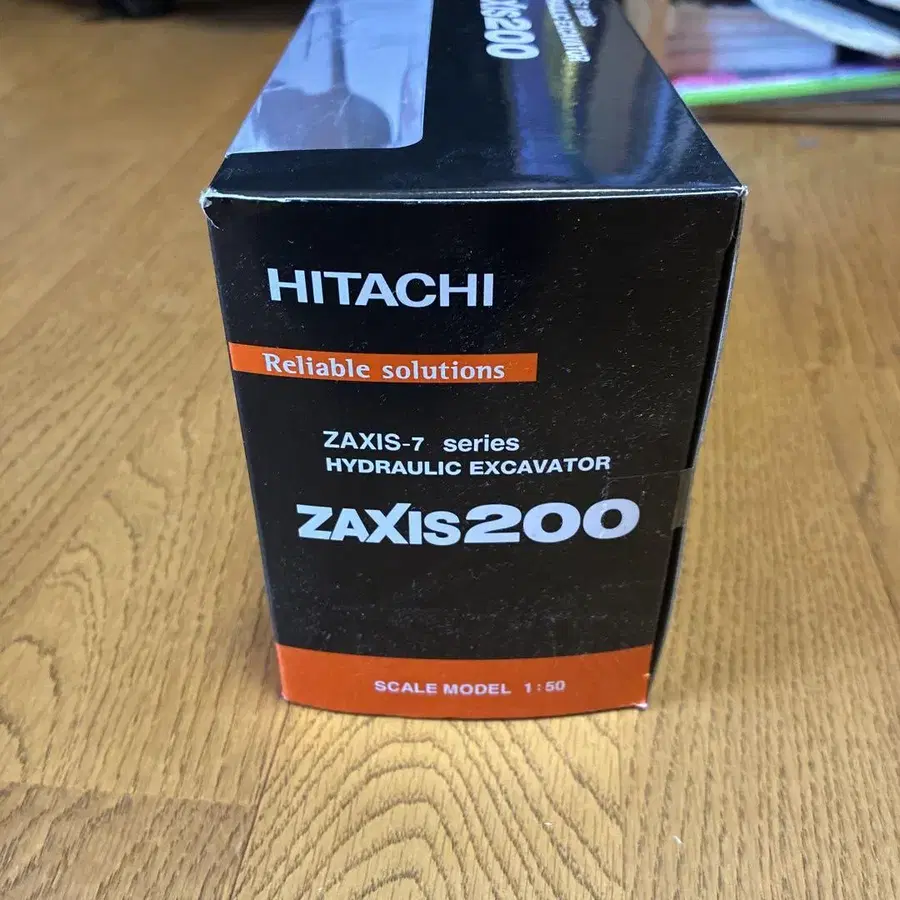 HITACHI
Reliable solutions
ZAXIS-7 series
HYDRAULIC EXCAVATOR
ZAXIS200
SCALE MODEL 1:50